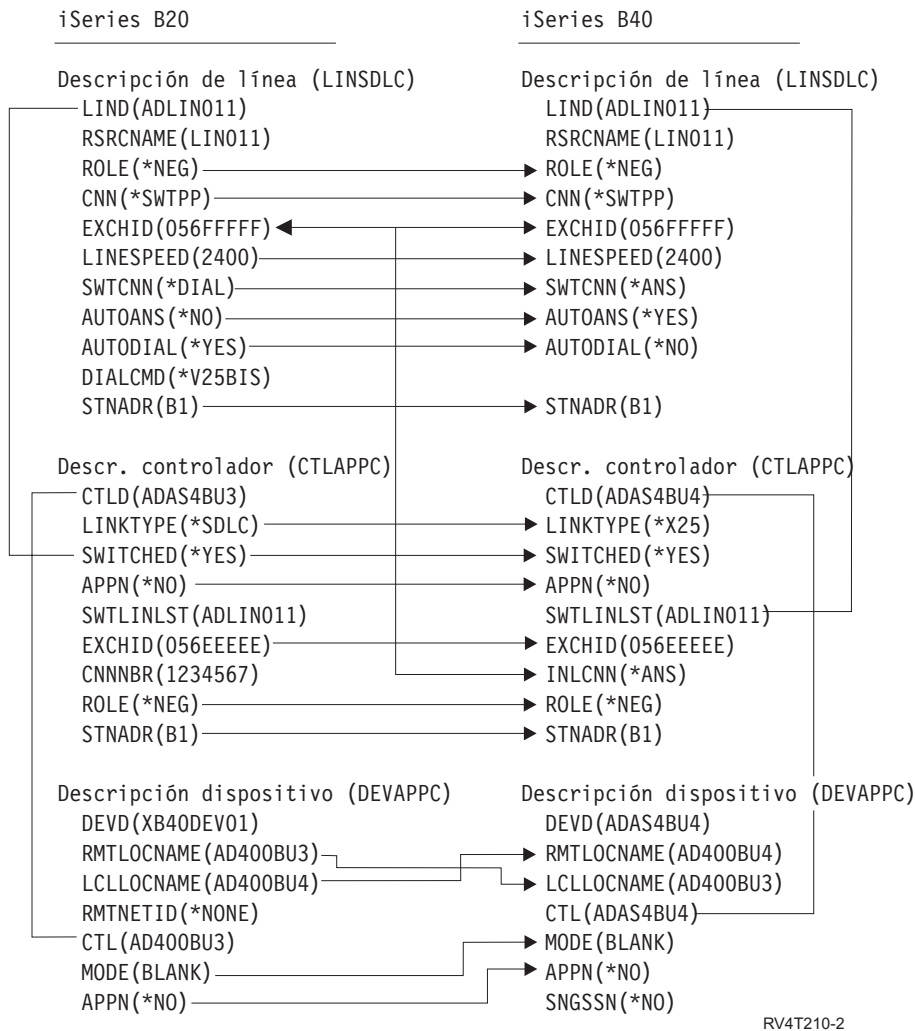 iSeries B20
Descripción de línea (LINSDLC)
LIND(ADLIN011)
RSRCNAME(LIN011)
ROLE(*NEG)
CNN(*SWTPP)
EXCHID(056FFFFF)
LINESPEED(2400)
SWTCNN(*DIAL)
AUTOANS(*NO)
AUTODIAL(*YES)
DIALCMD(*V25BIS)
STNADR(B1)
Descr. controlador (CTLAPPC)
CTLD(ADAS4BU3)
LINKTYPE(*SDLC)
SWITCHED(*YES)
APPN(*NO)
SWTLINLST(ADLIN011)
EXCHID(056EEEEE)
CNNNBR(1234567)
ROLE(*NEG)
STNADR(B1)
Descripción dispositivo (DEVAPPC)
DEVD(XB40DEV01)
RMTLOCNAME(AD400BU3)
LCLLOCNAME(AD400BU4)
RMTNETID(*NONE)
CTL(AD400BU3)
MODE(BLANK)
APPN(*NO)
iSeries B40
Descripción de línea (LINSDLC)
LIND(ADLIN011)
RSRCNAME(LIN011)
ROLE(*NEG)
CNN(*SWTPP)
EXCHID(056FFFFF)
LINESPEED(2400)
SWTCNN(*ANS)
AUTOANS(*YES)
AUTODIAL(*NO)
STNADR(B1)
Descr. controlador (CTLAPPC)
CTLD(ADAS4BU4)
LINKTYPE(*X25)
SWITCHED(*YES)
APPN(*NO)
SWTLINLST(ADLIN011)
EXCHID(056EEEEE)
INLCNN(*ANS)
ROLE(*NEG)
STNADR(B1)
Descripción dispositivo (DEVAPPC)
DEVD(ADAS4BU4)
RMTLOCNAME(AD400BU4)
LCLLOCNAME(AD400BU3)
CTL(ADAS4BU4)
MODE(BLANK)
APPN(*NO)
SNGSSN(*NO)
RV4T210-2